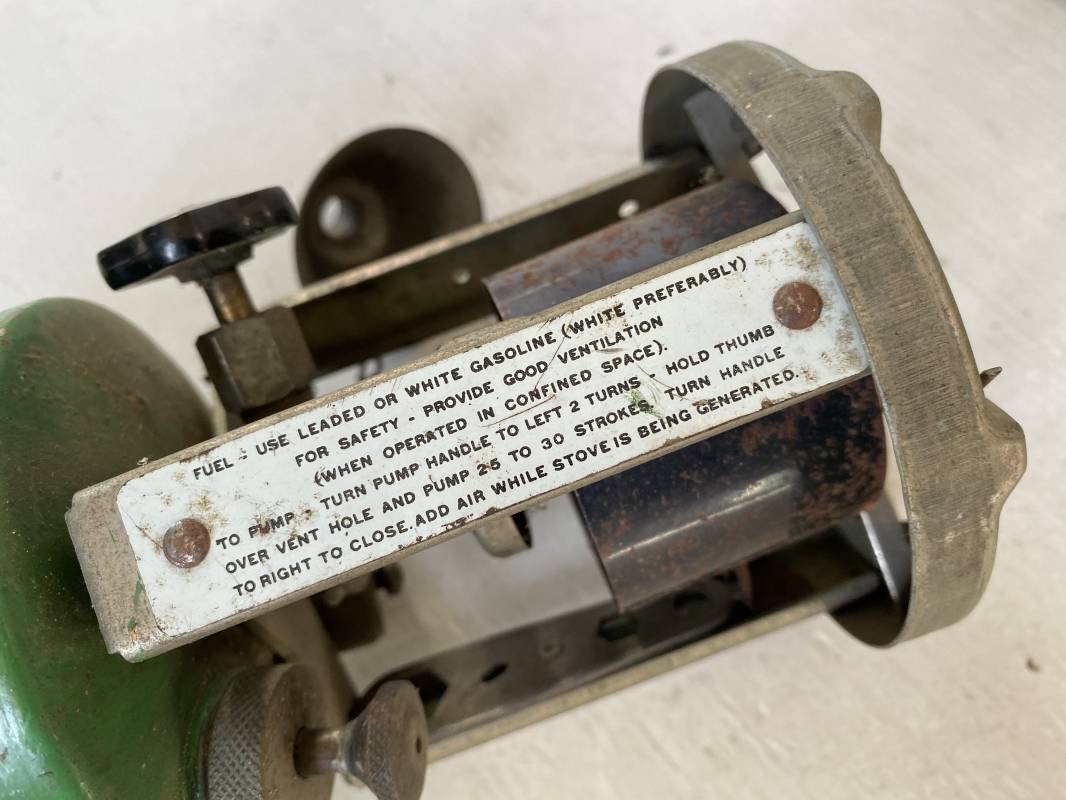 FUEL - USE LEADED OR WHITE GASOLINE (WHITE PREFERABLY)
FOR SAFETY - PROVIDE GOOD VENTILATION
(WHEN OPERATED IN CONFINED SPACE).
TO PUMP - TURN PUMP HANDLE TO LEFT 2 TURNS - HOLD THUMB
OVER VENT HOLE AND PUMP 25 TO 30 STROKES. TURN HANDLE
TO RIGHT TO CLOSE. ADD AIR WHILE STOVE IS BEING GENERATED.